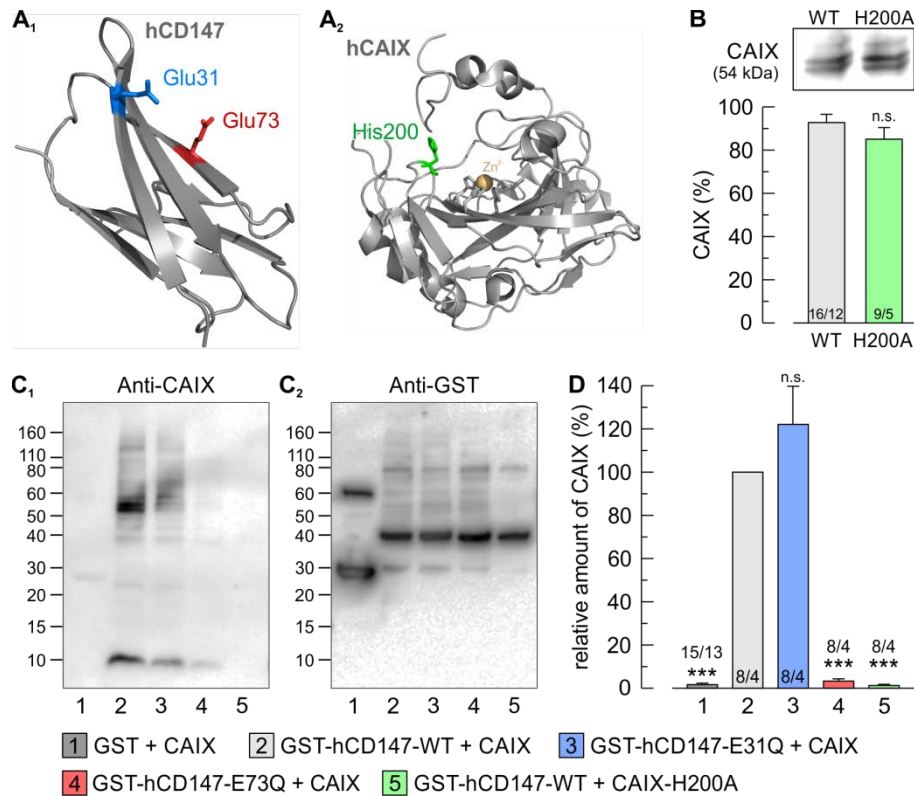 A1
hCD147
Glu31
Glu73
A2
hCAIX
His200
Zn2-
B
WT H200A
CAIX
(54 kDa)
CAIX (%)
100
80
60
40
20
0
n.s.
16/12
9/5
WT H200A
C1 Anti-CAIX
160
110
80
60
50
40
30
20
15
10
1 2 3 4 5
C2 Anti-GST
160
110
80
60
50
40
30
20
15
10
1 2 3 4 5
D
relative amount of CAIX (%)
140
120
100
80
60
40
20
0
n.s.
15/13
***
8/4
8/4
8/4
***
8/4
***
1 2 3 4 5
1 GST + CAIX 2 GST-hCD147-WT + CAIX 3 GST-hCD147-E31Q + CAIX
4 GST-hCD147-E73Q + CAIX 5 GST-hCD147-WT + CAIX-H200A